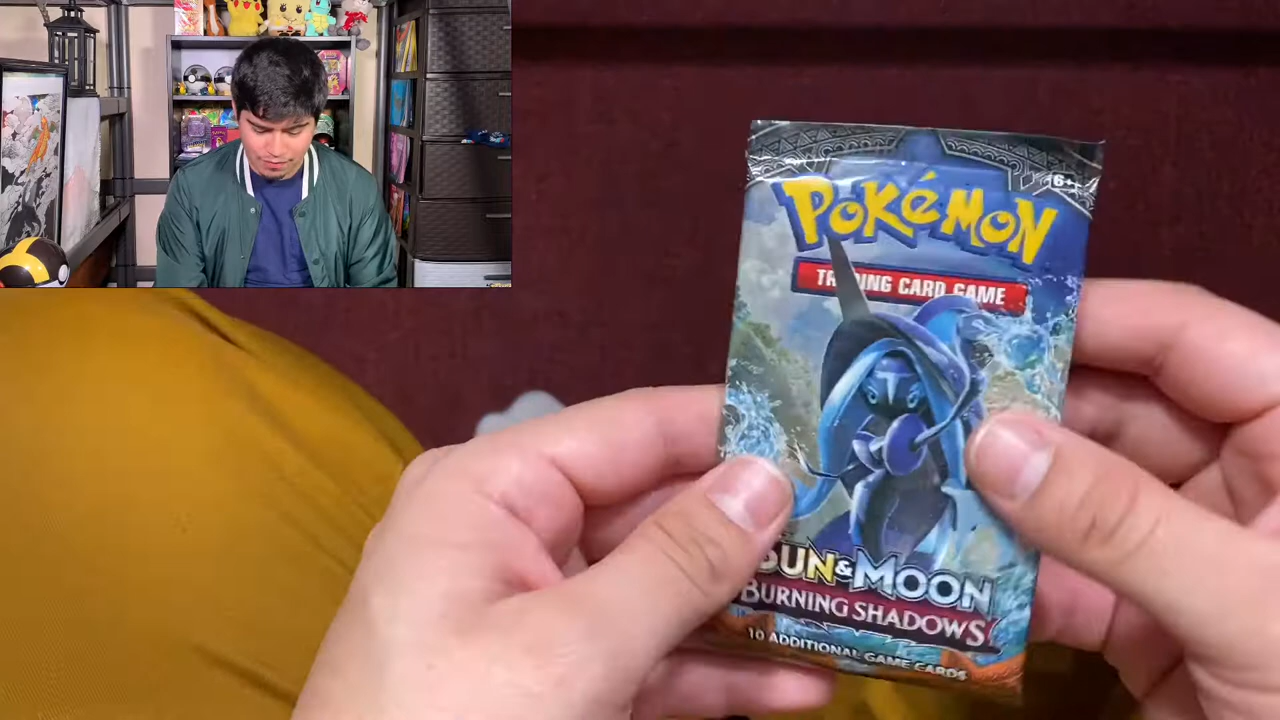 6+
POKéMON
TRADING CARD GAME
SUN & MOON
BURNING SHADOWS
10 ADDITIONAL GAME CARDS